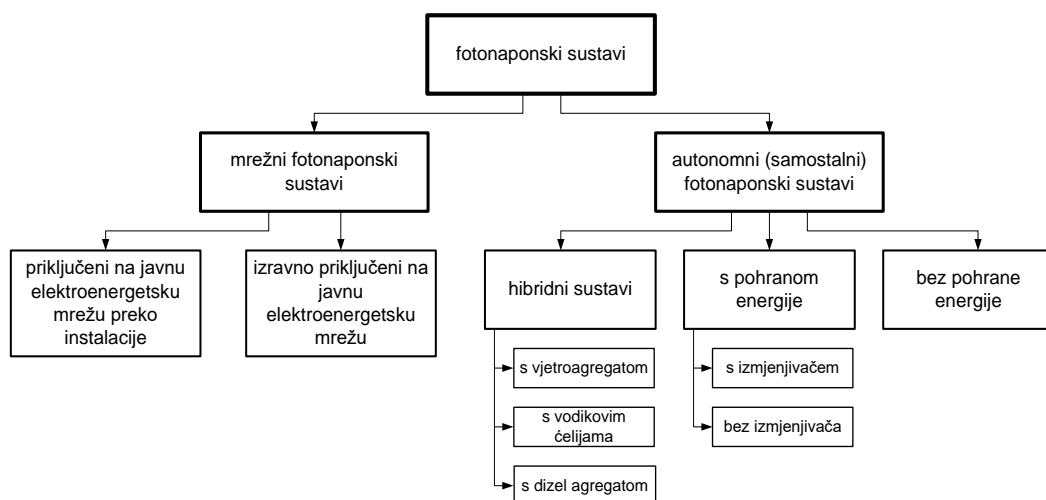 fotonaponski sustavi
mrežni fotonaponski
sustavi
autonomni (samostalni)
fotonaponski sustavi
priključeni na javnu
elektroenergetsku
mrežu preko
instalacije
izravno priključeni na
javnu
elektroenergetsku
mrežu
hibridni sustavi
s pohranom
energije
bez pohrane
energije
s vjetroagregatom
s vodikovim
ćelijama
s dizel agregatom
s izmjenjivačem
bez izmjenjivača